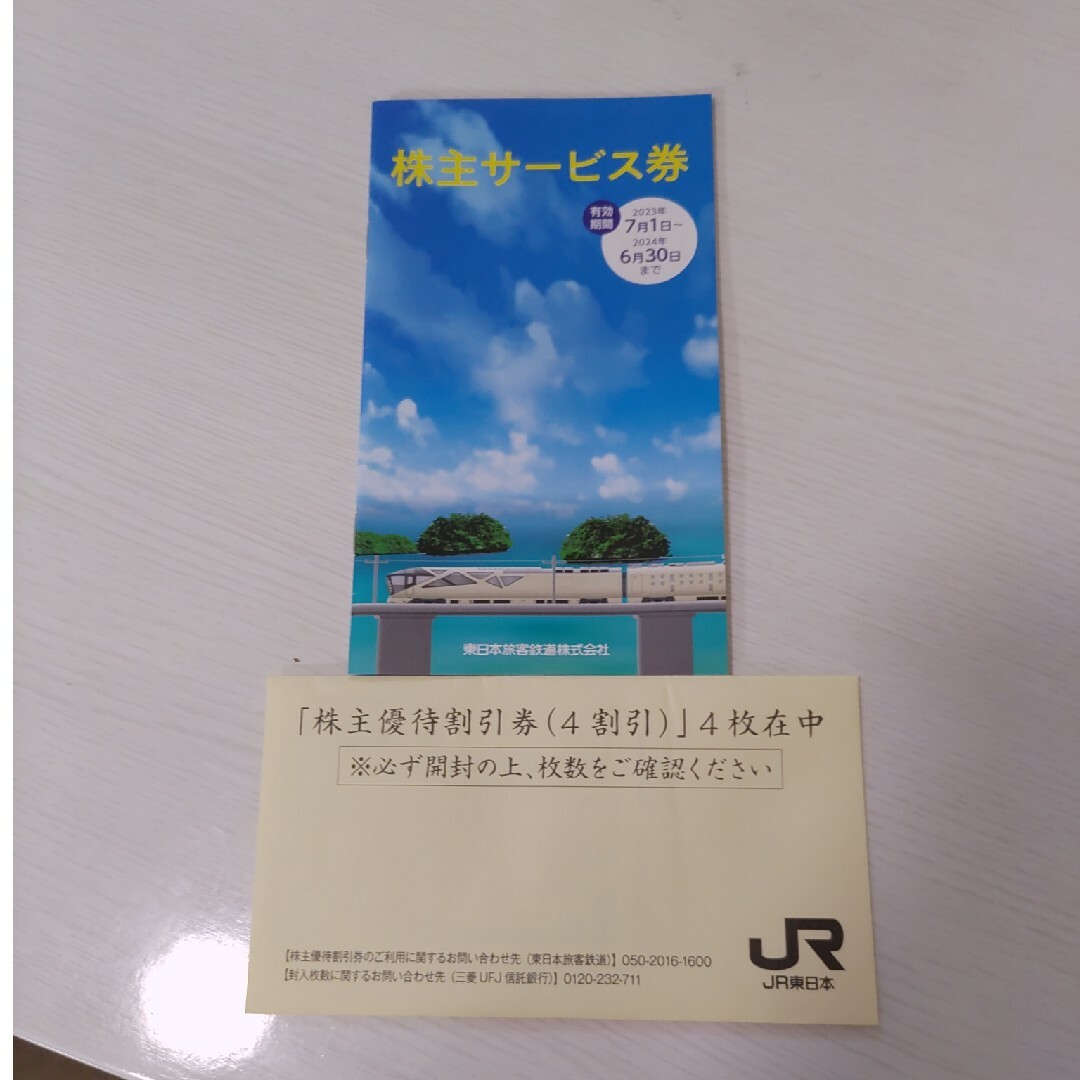 株主サービス券
有効
期間
2023年
7月1日~
2024年
6月30日
まで
東日本旅客鉄道株式会社
「株主優待割引券(4割引)」4枚在中
※必ず開封の上、枚数をご確認ください
【株主優待割引券のご利用に関するお問い合わせ先（東日本旅客鉄道）】050-2016-1600
【封入枚数に関するお問い合わせ先（三菱UFJ信託銀行）】0120-232-711
JR
JR東日本